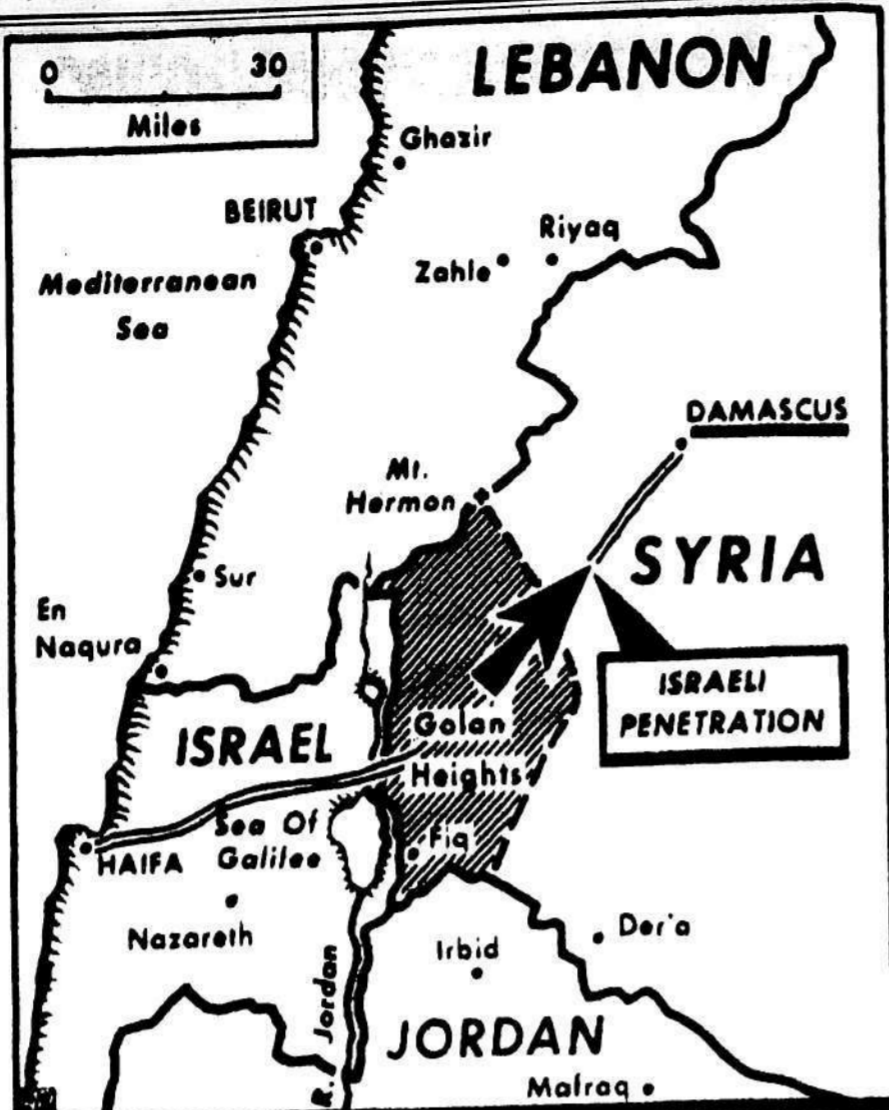 0 30
Miles
LEBANON
Ghazir
BEIRUT
Riyaq
Zahle
Mediterranean
Sea
DAMASCUS
Mt.
Hermon
SYRIA
Sur
En
Naqura
ISRAELI
PENETRATION
ISRAEL
Golan
Heights
Sea Of
Galilee
Fiq
HAIFA
Nazareth
R. Jordan
Irbid
Der'a
JORDAN
Mafraq